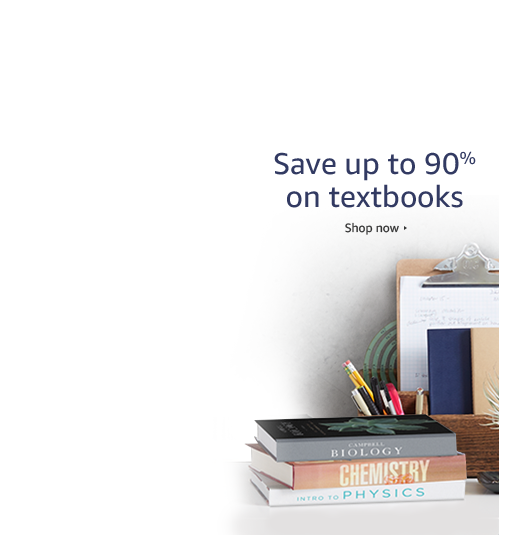 Save up to 90%
on textbooks
Shop now
CAMPBELL
BIOLOGY
CHEMISTRY
INTRO TO PHYSICS